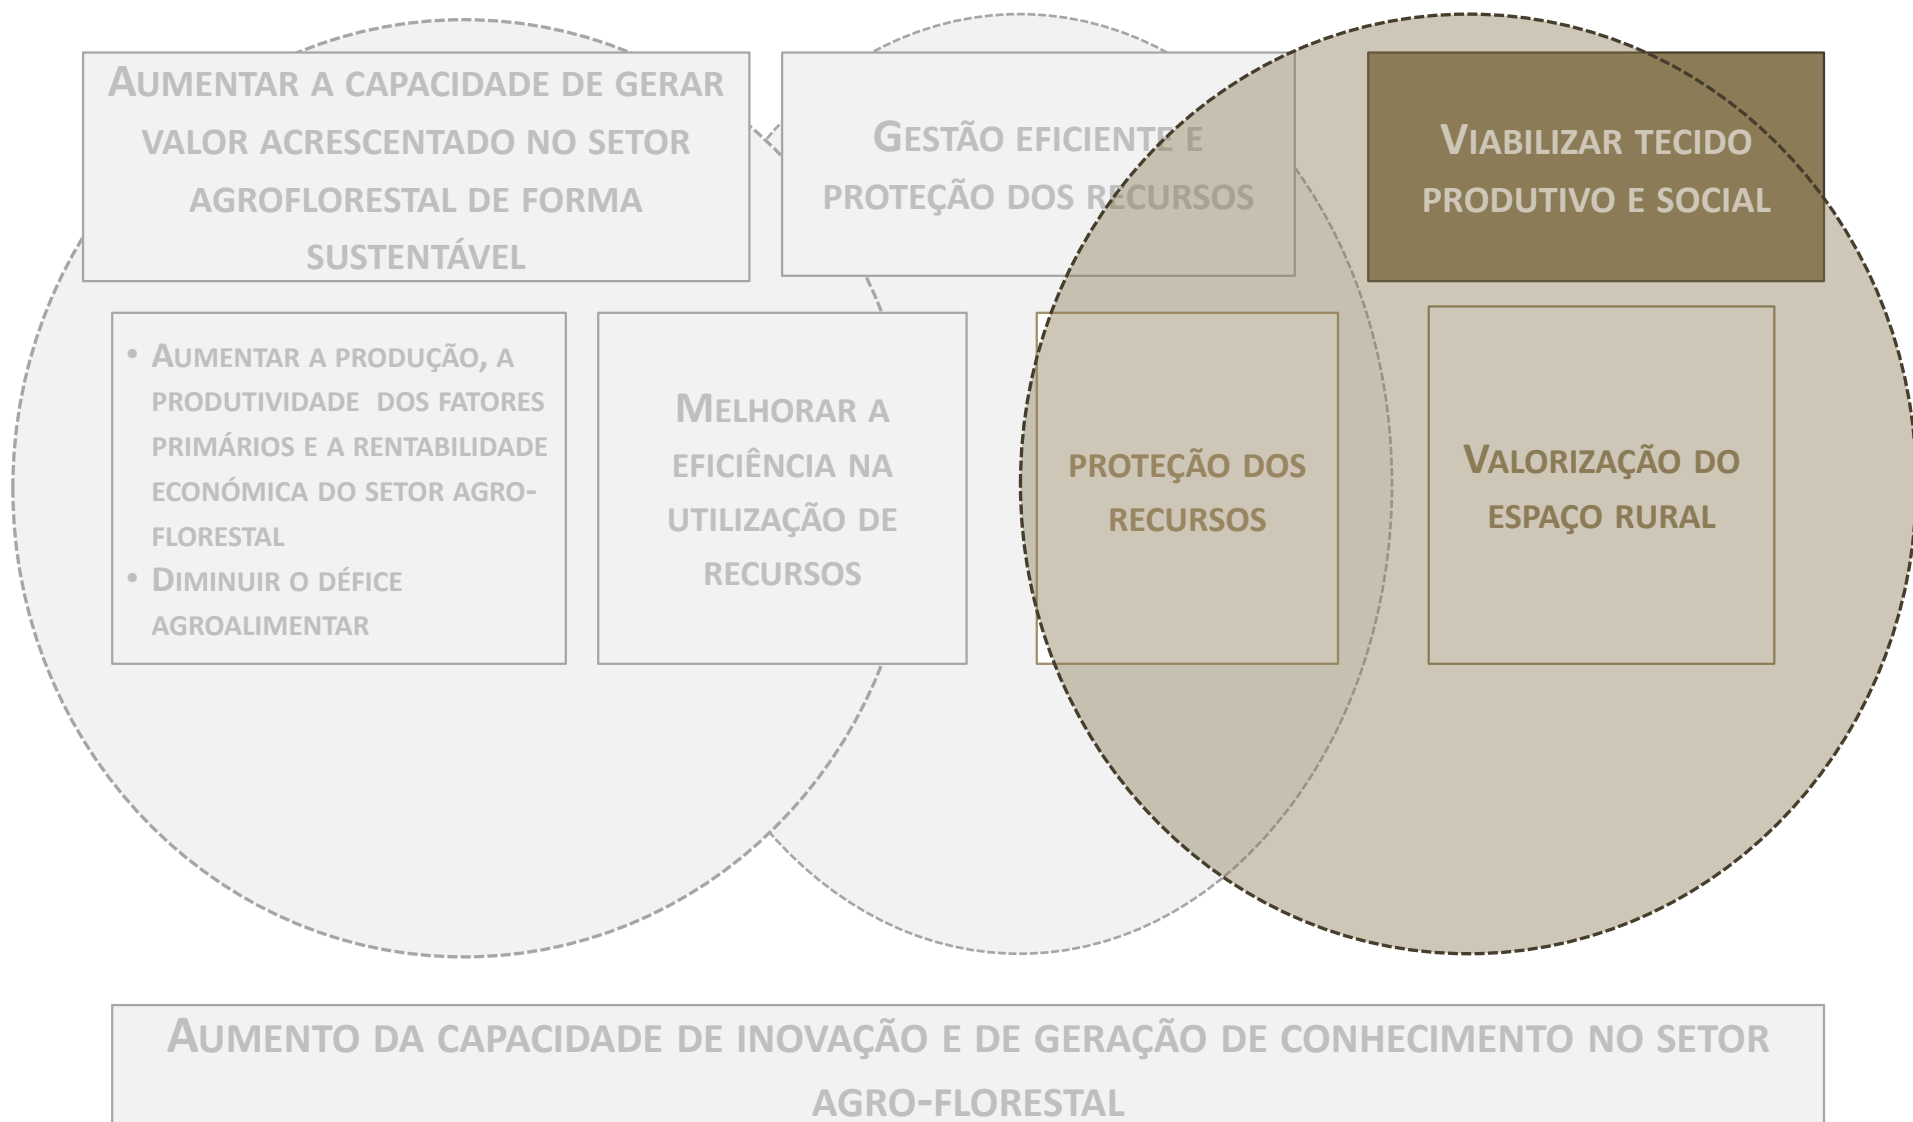 AUMENTAR A CAPACIDADE DE GERAR
VALOR ACRESCENTADO NO SETOR
AGROFLORESTAL DE FORMA
SUSTENTÁVEL
GESTÃO EFICIENTE E
PROTEÇÃO DOS RECURSOS
VIABILIZAR TECIDO
PRODUTIVO E SOCIAL
• AUMENTAR A PRODUÇÃO, A
PRODUTIVIDADE DOS FATORES
PRIMÁRIOS E A RENTABILIDADE
ECONÓMICA DO SETOR AGRO-
FLORESTAL
• DIMINUIR O DÉFICE
AGROALIMENTAR
MELHORAR A
EFICIÊNCIA NA
UTILIZAÇÃO DE
RECURSOS
PROTEÇÃO DOS
RECURSOS
VALORIZAÇÃO DO
ESPAÇO RURAL
AUMENTO DA CAPACIDADE DE INOVAÇÃO E DE GERAÇÃO DE CONHECIMENTO NO SETOR
AGRO-FLORESTAL